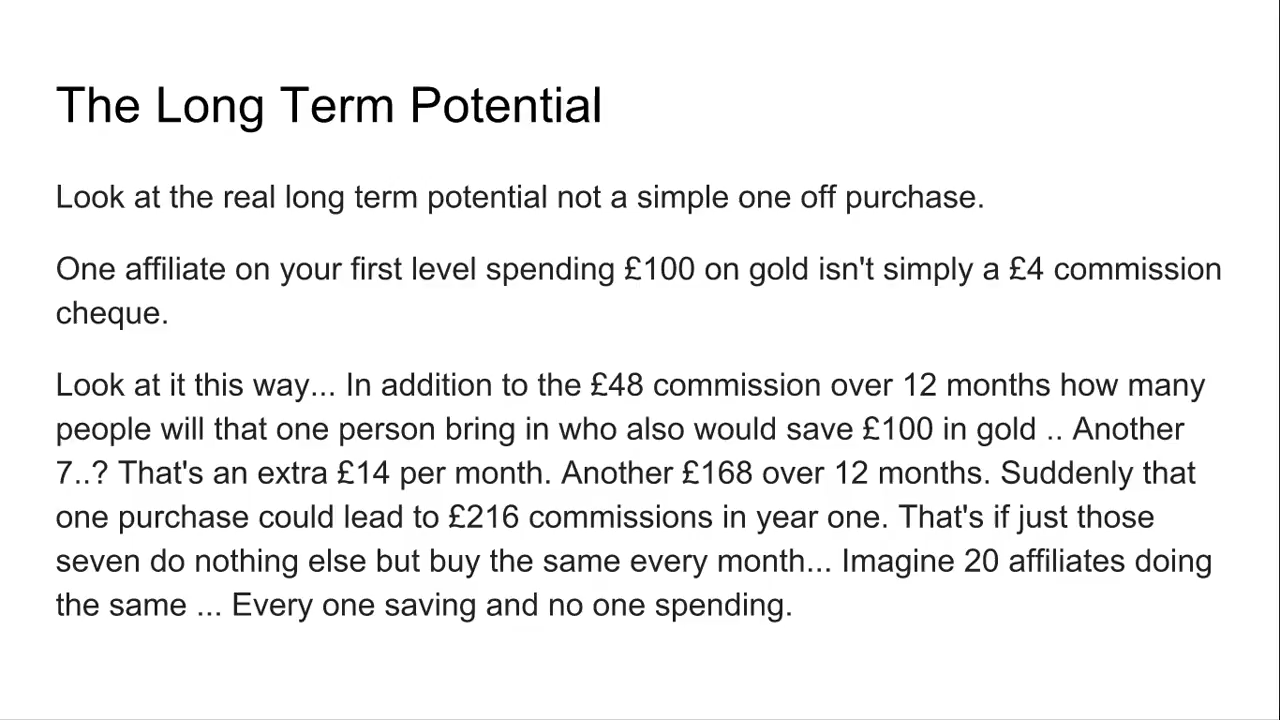 The Long Term Potential
Look at the real long term potential not a simple one off purchase.
One affiliate on your first level spending £100 on gold isn't simply a £4 commission
cheque.
Look at it this way... In addition to the £48 commission over 12 months how many
people will that one person bring in who also would save £100 in gold .. Another
7..? That's an extra £14 per month. Another £168 over 12 months. Suddenly that
one purchase could lead to £216 commissions in year one. That's if just those
seven do nothing else but buy the same every month... Imagine 20 affiliates doing
the same ... Every one saving and no one spending.